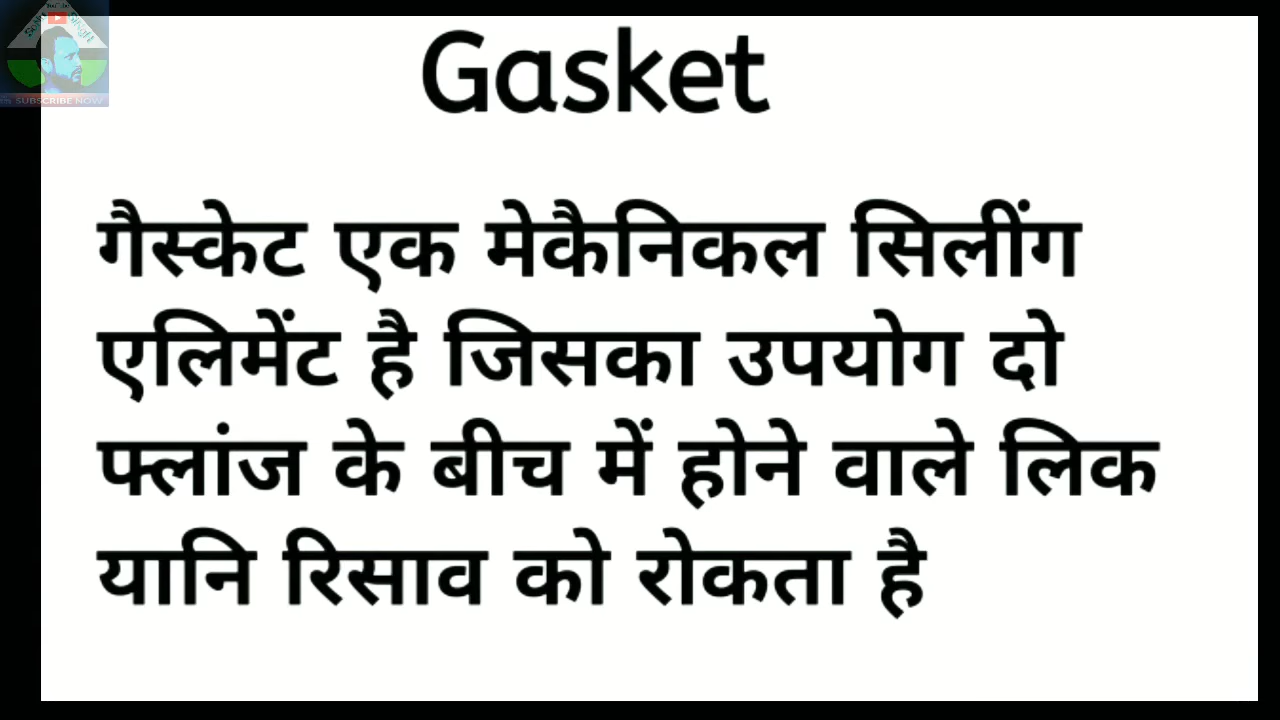 SUBSCRIBE NOW
Gasket
गैस्केट एक मेकैनिकल सिलींग
एलिमेंट है जिसका उपयोग दो
फ्लांज के बीच में होने वाले लिक
यानि रिसाव को रोकता है